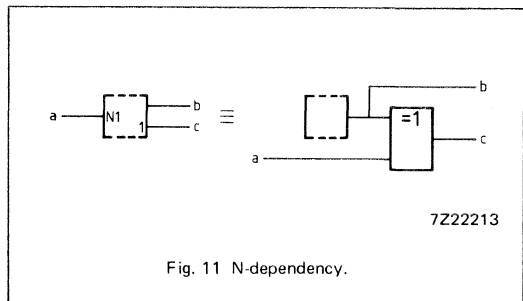 a N1 1 b c ≡ a =1 b c
7Z22213
Fig. 11 N-dependency.